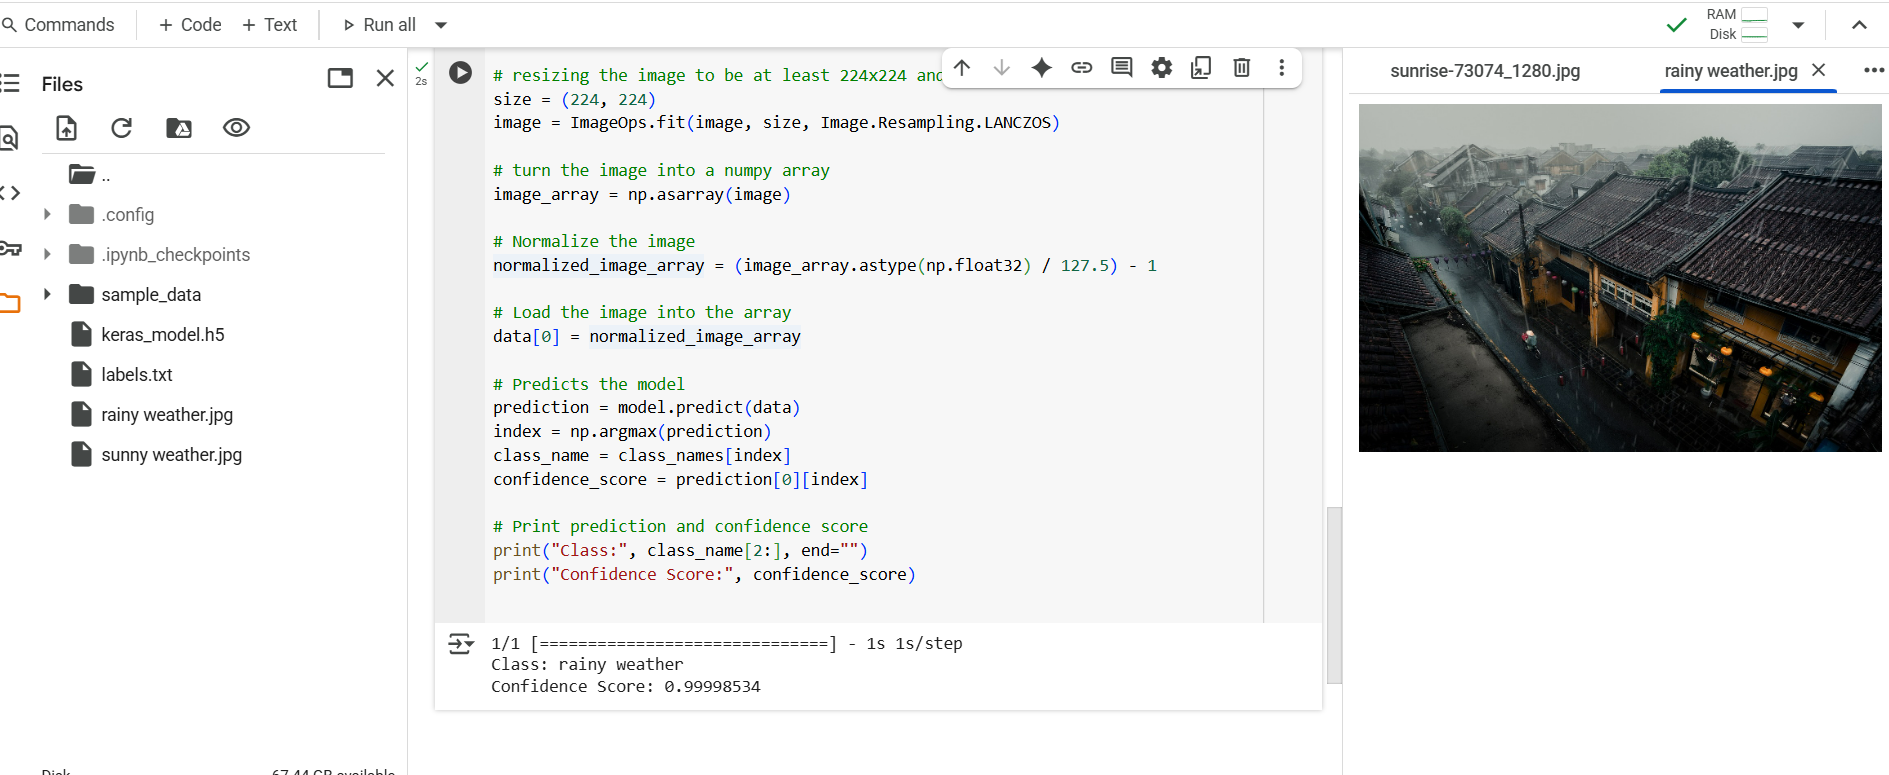 Commands
+ Code + Text
Run all
RAM
Disk
Files
..
.config
.ipynb_checkpoints
sample_data
keras_model.h5
labels.txt
rainy weather.jpg
sunny weather.jpg
2s
# resizing the image to be at least 224x224 and
size = (224, 224)
image = ImageOps.fit(image, size, Image.Resampling.LANCZOS)
# turn the image into a numpy array
image_array = np.asarray(image)
# Normalize the image
normalized_image_array = (image_array.astype(np.float32) / 127.5) - 1
# Load the image into the array
data[0] = normalized_image_array
# Predicts the model
prediction = model.predict(data)
index = np.argmax(prediction)
class_name = class_names[index]
confidence_score = prediction[0][index]
# Print prediction and confidence score
print("Class:", class_name[2:], end="")
print("Confidence Score:", confidence_score)
1/1 [==============================] - 1s 1s/step
Class: rainy weather
Confidence Score: 0.99998534
sunrise-73074_1280.jpg
rainy weather.jpg
Disk
67.44 GB available